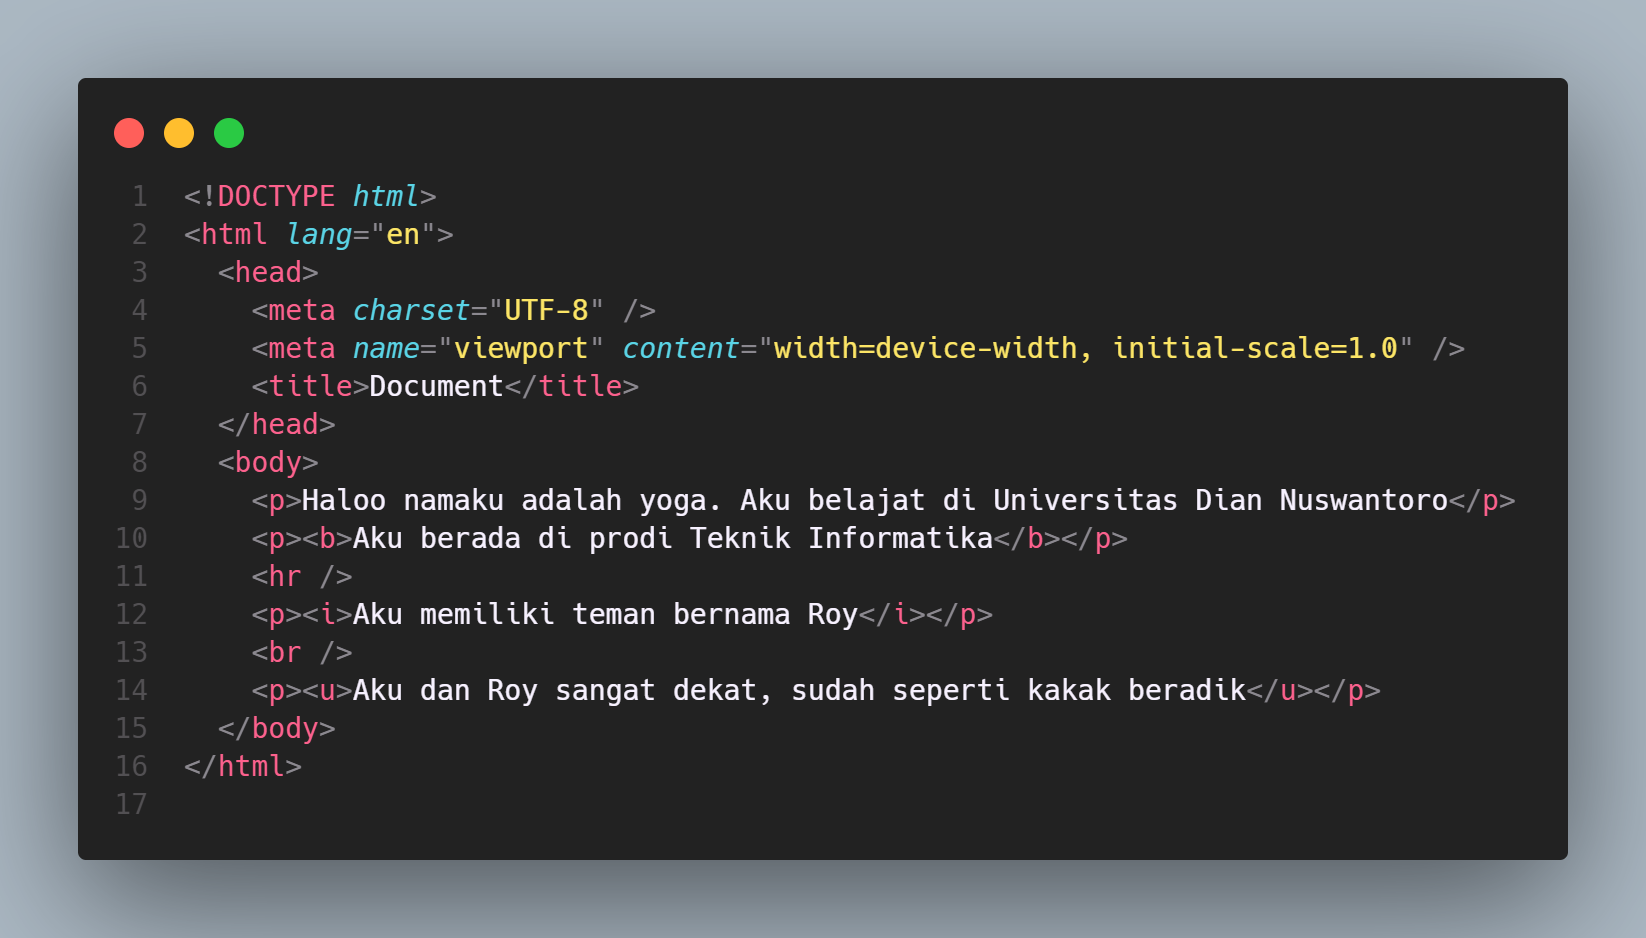 1 <!DOCTYPE html>
2 <html lang="en">
3   <head>
4     <meta charset="UTF-8" />
5     <meta name="viewport" content="width=device-width, initial-scale=1.0" />
6     <title>Document</title>
7   </head>
8   <body>
9     <p>Haloo namaku adalah yoga. Aku belajat di Universitas Dian Nuswantoro</p>
10     <p><b>Aku berada di prodi Teknik Informatika</b></p>
11     <hr />
12     <p><i>Aku memiliki teman bernama Roy</i></p>
13     <br />
14     <p><u>Aku dan Roy sangat dekat, sudah seperti kakak beradik</u></p>
15   </body>
16 </html>
17